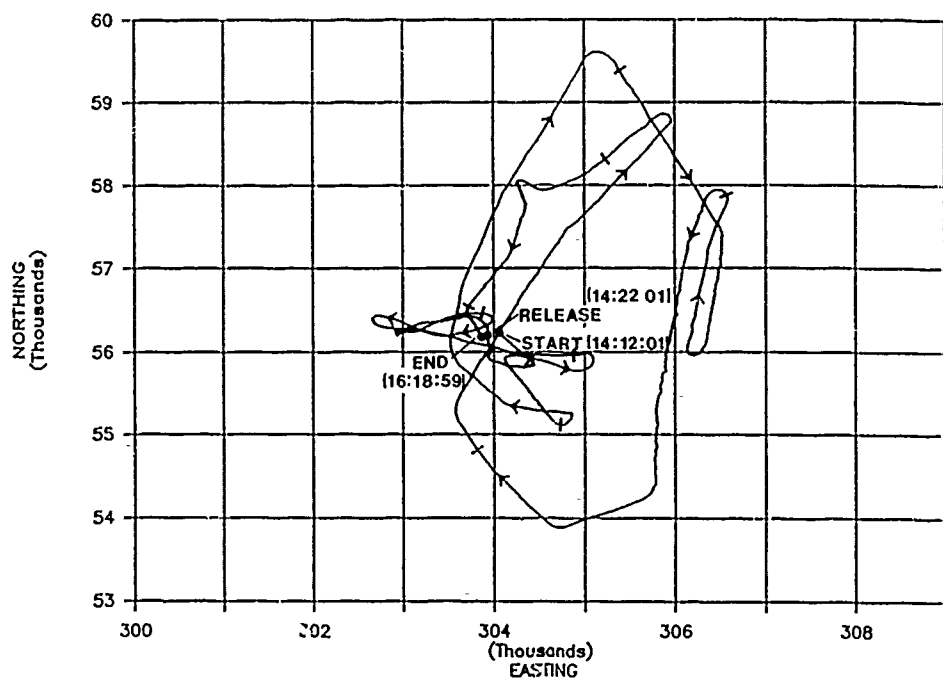 60
59
58
57
56
55
54
53
NORTHING
(Thousands)
[14:22 01]
RELEASE
START [14:12:01]
END
[16:18:59]
300
302
304
306
308
(Thousands)
EASTING